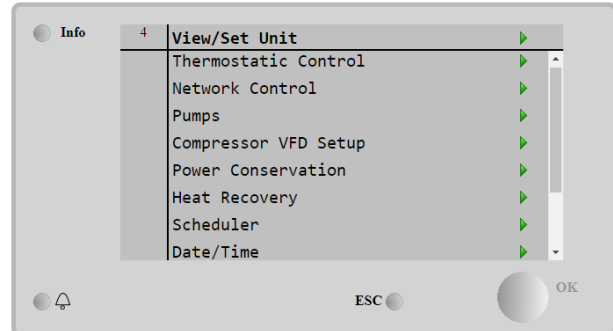 Info
4 View/Set Unit
Thermostatic Control
Network Control
Pumps
Compressor VFD Setup
Power Conservation
Heat Recovery
Scheduler
Date/Time
ESC
OK